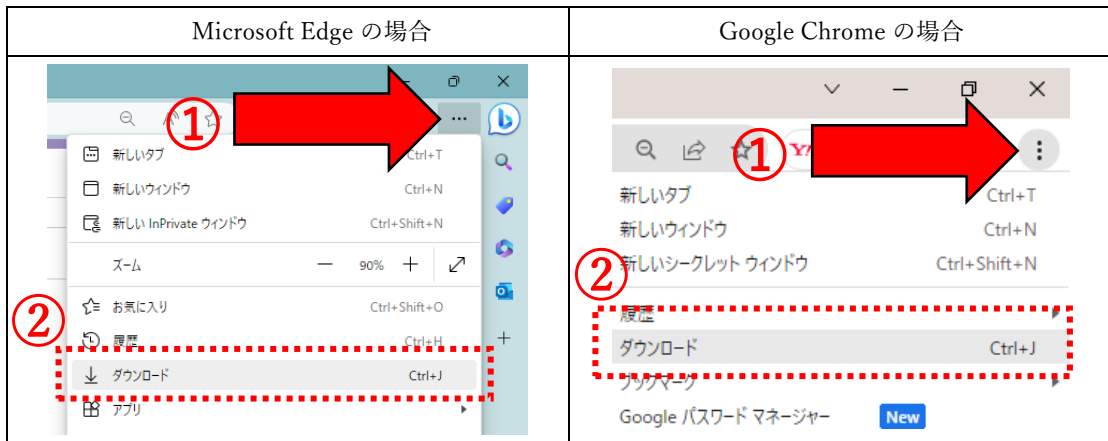 Microsoft Edge の場合
①
新しいタブ Ctrl+T
新しいウィンドウ Ctrl+N
新しい InPrivate ウィンドウ Ctrl+Shift+N
ズーム 90%
②
お気に入り Ctrl+Shift+O
履歴 Ctrl+H
ダウンロード Ctrl+J
アプリ
Google Chrome の場合
①
新しいタブ Ctrl+T
新しいウィンドウ Ctrl+N
②
新しいシークレット ウィンドウ Ctrl+Shift+N
履歴
ダウンロード Ctrl+J
ブックマーク
Google パスワード マネージャー New